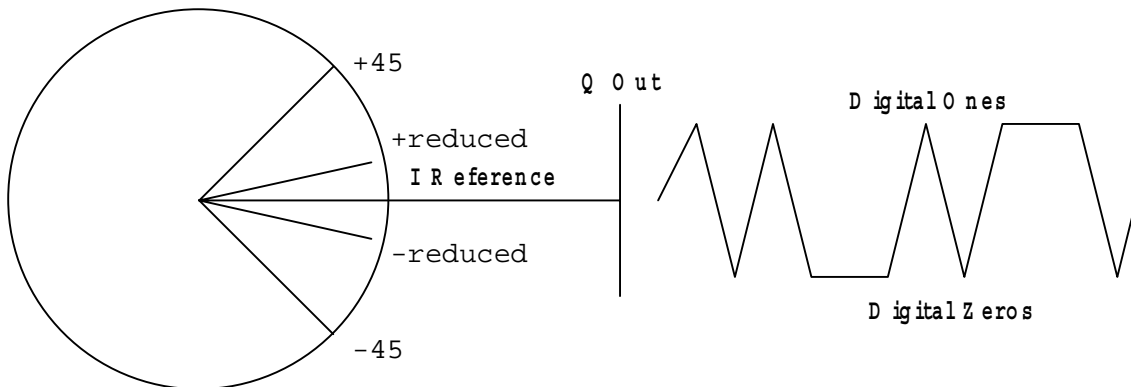 +45
Q Out
Digital Ones
+reduced
I Reference
-reduced
Digital Zeros
-45